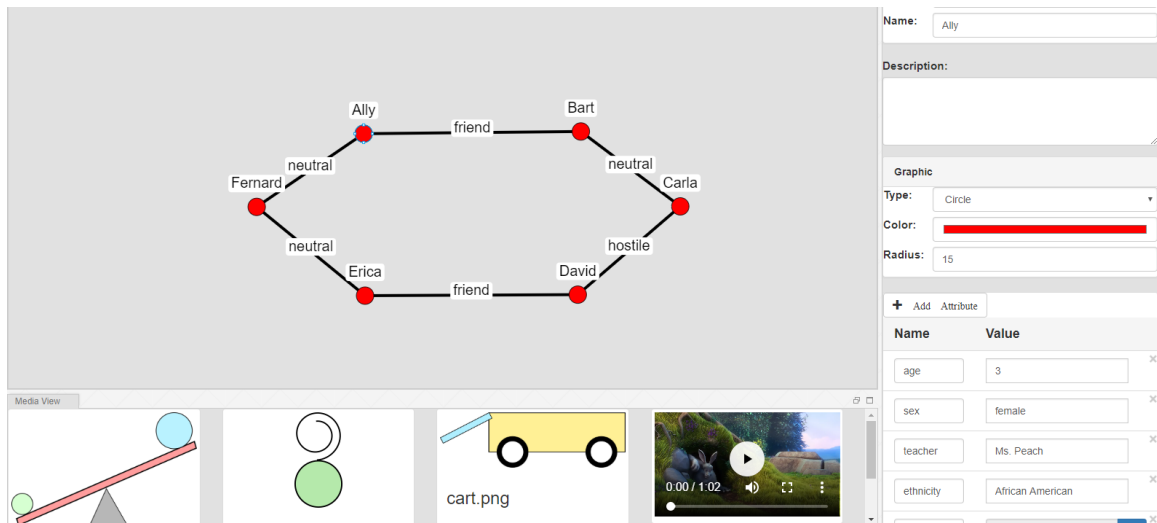 Name:
Ally
Description:
Graphic
Type:
Circle
Color:
Radius:
15
Add Attribute
Name Value
age 3
sex female
teacher Ms. Peach
ethnicity African American
Ally
Bart
friend
neutral
neutral
Fernard
Carla
neutral
hostile
Erica
David
friend
Media View
cart.png
0:00 / 1:02